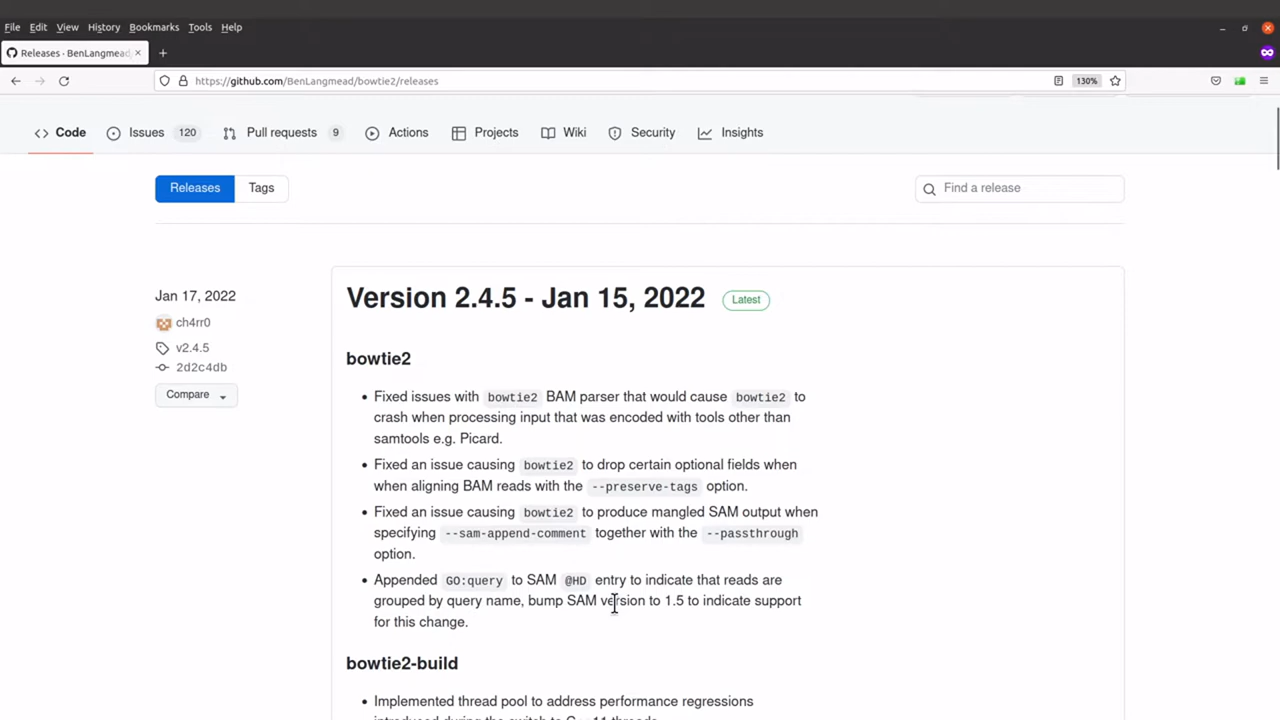 File Edit View History Bookmarks Tools Help
Releases · BenLangmead
https://github.com/BenLangmead/bowtie2/releases 130%
Code Issues 120 Pull requests 9 Actions Projects Wiki Security Insights
Releases Tags Find a release
Jan 17, 2022
ch4rr0
v2.4.5
2d2c4db
Compare
Version 2.4.5 - Jan 15, 2022 Latest
bowtie2
• Fixed issues with bowtie2 BAM parser that would cause bowtie2 to
crash when processing input that was encoded with tools other than
samtools e.g. Picard.
• Fixed an issue causing bowtie2 to drop certain optional fields when
when aligning BAM reads with the --preserve-tags option.
• Fixed an issue causing bowtie2 to produce mangled SAM output when
specifying --sam-append-comment together with the --passthrough
option.
• Appended GO:query to SAM @HD entry to indicate that reads are
grouped by query name, bump SAM version to 1.5 to indicate support
for this change.
bowtie2-build
• Implemented thread pool to address performance regressions
introduced during the switch to C++11 threads.